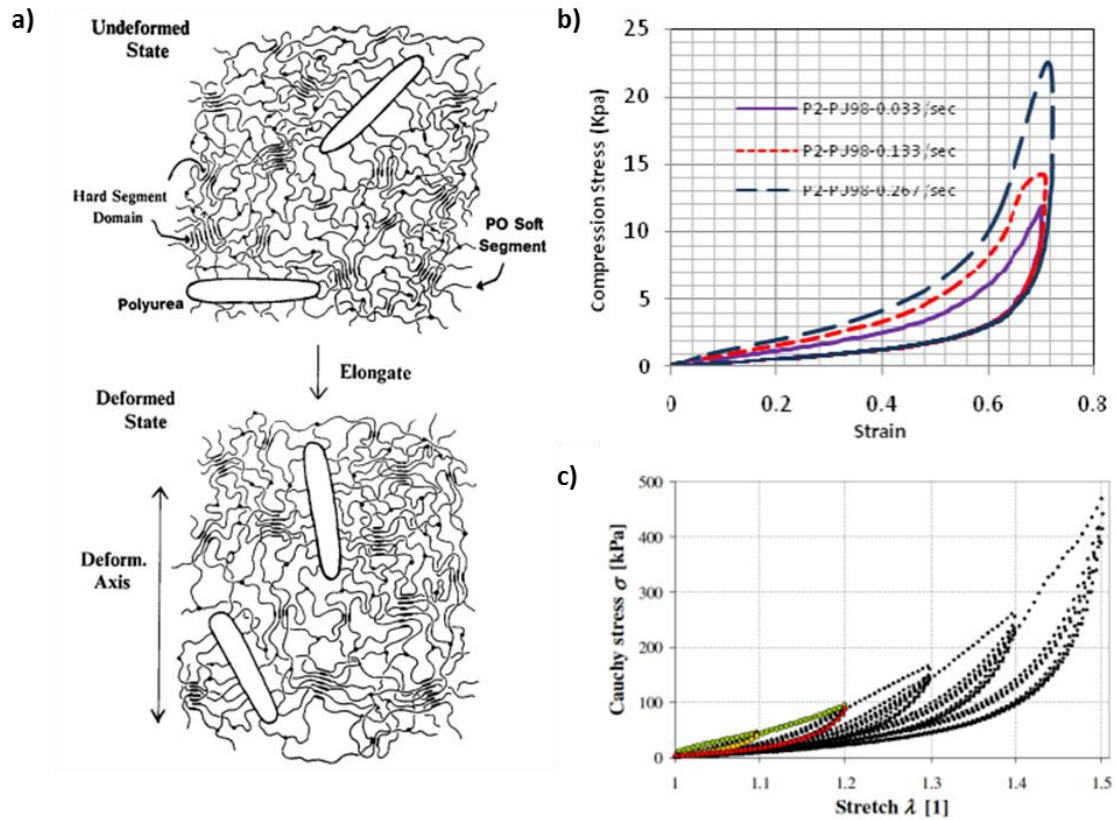 a)
Undeformed
State
Hard Segment
Domain
PO Soft
Segment
Polyurea
Elongate
Deformed
State
Deform.
Axis
b)
Compression Stress (Kpa)
25
20
15
10
5
0
P2-PU98-0.033/sec
P2-PU98-0.133/sec
P2-PU98-0.267/sec
0 0.2 0.4 0.6 0.8
Strain
c)
Cauchy stress σ [kPa]
500
400
300
200
100
0
1 1.1 1.2 1.3 1.4 1.5
Stretch λ [1]